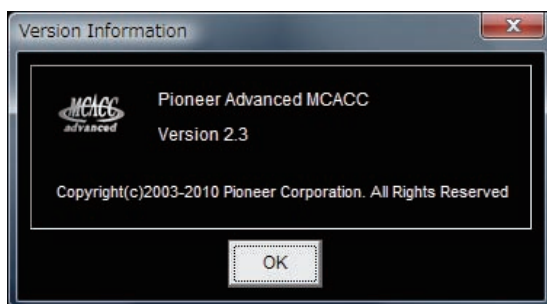 Version Information
MCACC
advanced
Pioneer Advanced MCACC
Version 2.3
Copyright(c)2003-2010 Pioneer Corporation. All Rights Reserved
OK